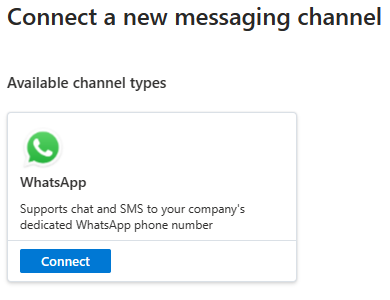 Connect a new messaging channel
Available channel types
WhatsApp
Supports chat and SMS to your company's
dedicated WhatsApp phone number
Connect